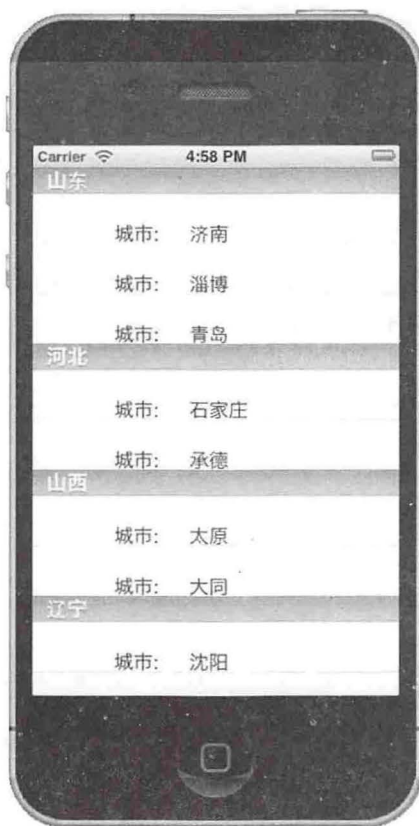 Carrier 4:58 PM
山东
城市: 济南
城市: 淄博
城市: 青岛
河北
城市: 石家庄
城市: 承德
山西
城市: 太原
城市: 大同
辽宁
城市: 沈阳